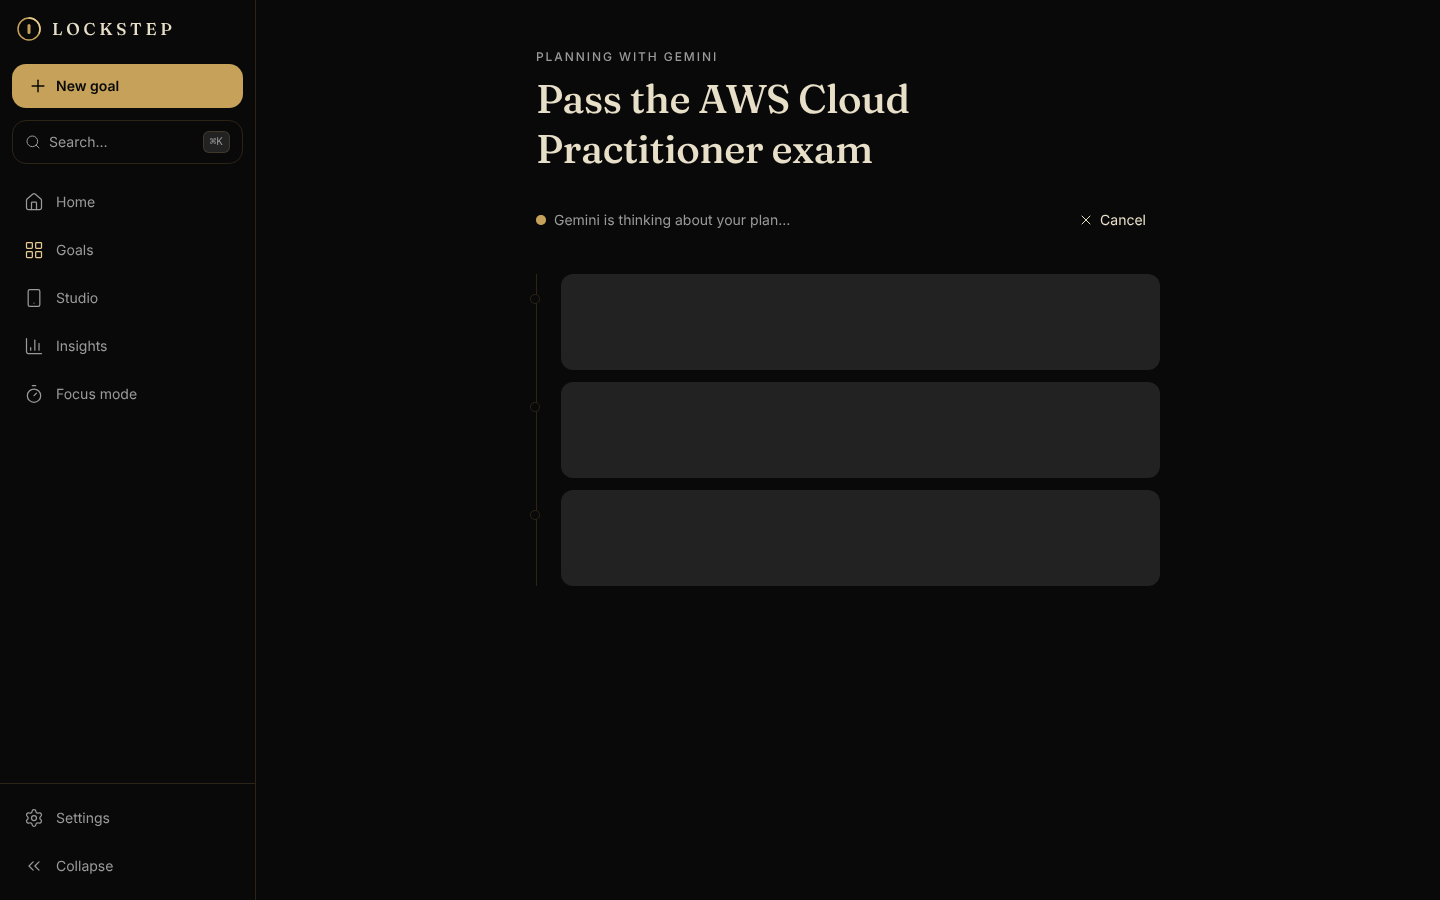 LOCKSTEP
New goal
Search...
⌘K
Home
Goals
Studio
Insights
Focus mode
Settings
Collapse
PLANNING WITH GEMINI
Pass the AWS Cloud
Practitioner exam
Gemini is thinking about your plan...
Cancel